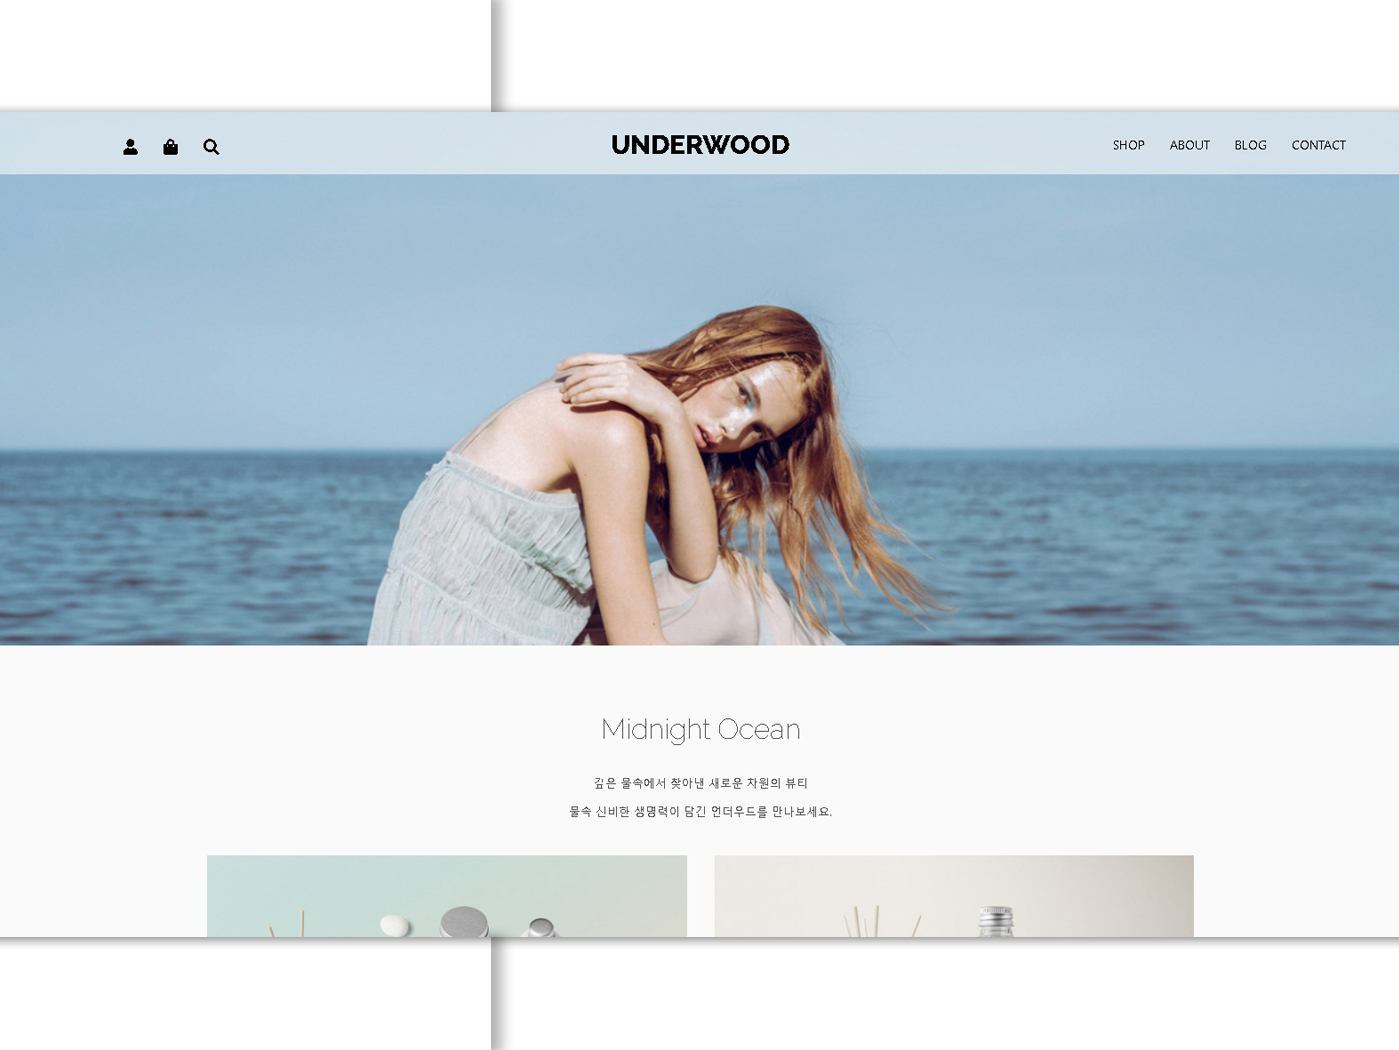 UNDERWOOD
SHOP ABOUT BLOG CONTACT
Midnight Ocean
깊은 물속에서 찾아낸 새로운 차원의 뷰티
물속 신비한 생명력이 담긴 언더우드를 만나보세요.